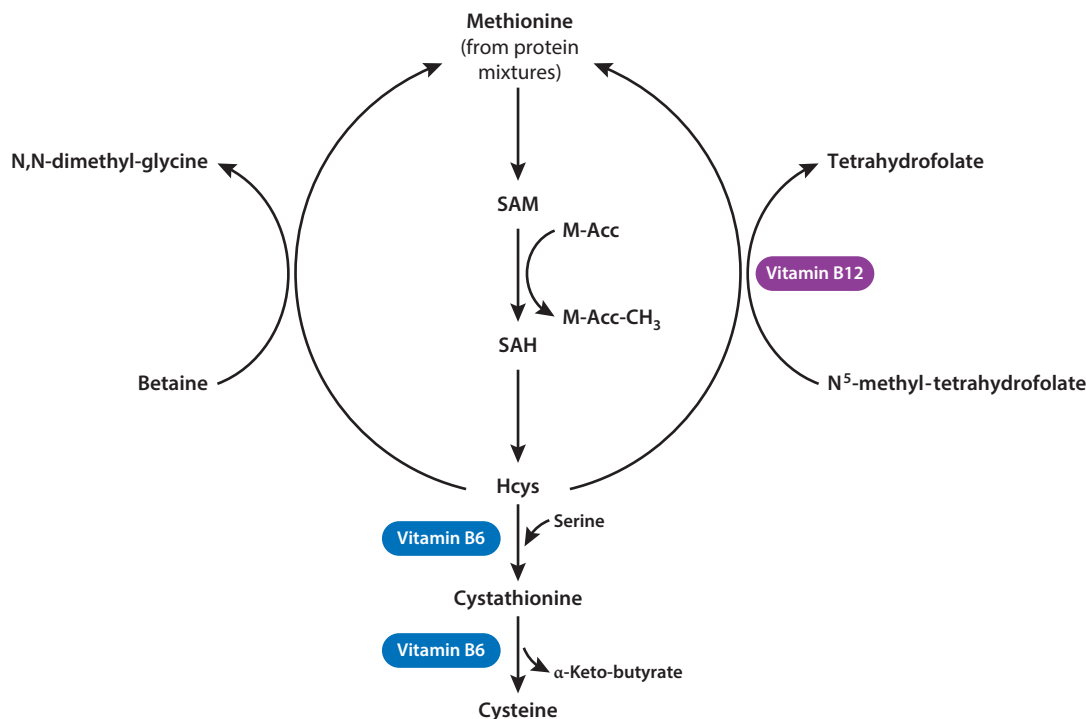 Methionine
(from protein
mixtures)
N,N-dimethyl-glycine
Tetrahydrofolate
SAM
M-Acc
Vitamin B12
M-Acc-CH₃
SAH
Betaine
N⁵-methyl-tetrahydrofolate
Hcys
Serine
Vitamin B6
Cystathionine
Vitamin B6
α-Keto-butyrate
Cysteine